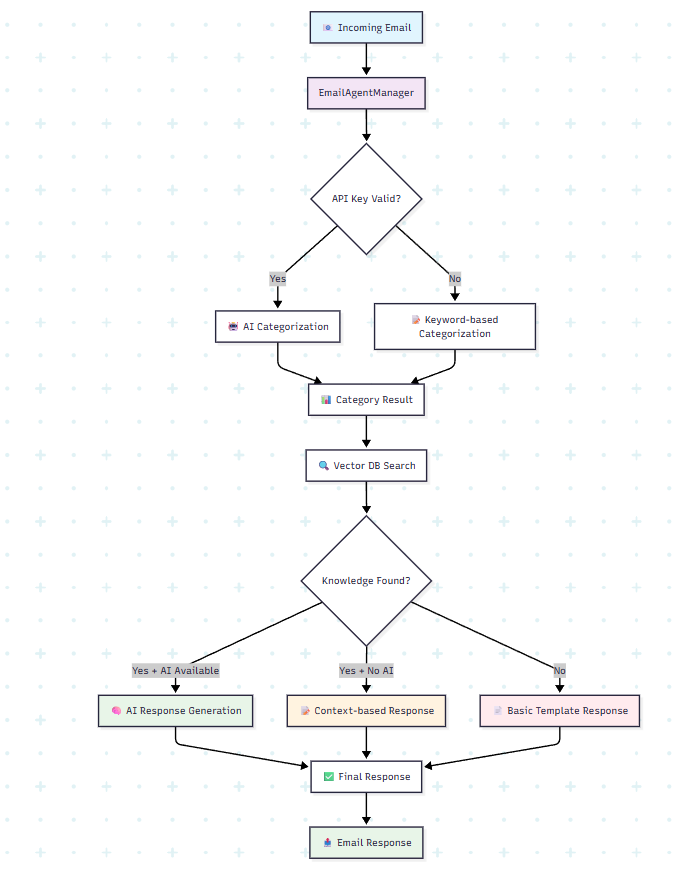 Incoming Email
EmailAgentManager
API Key Valid?
Yes
No
AI Categorization
Keyword-based
Categorization
Category Result
Vector DB Search
Knowledge Found?
Yes + AI Available
Yes + No AI
No
AI Response Generation
Context-based Response
Basic Template Response
Final Response
Email Response